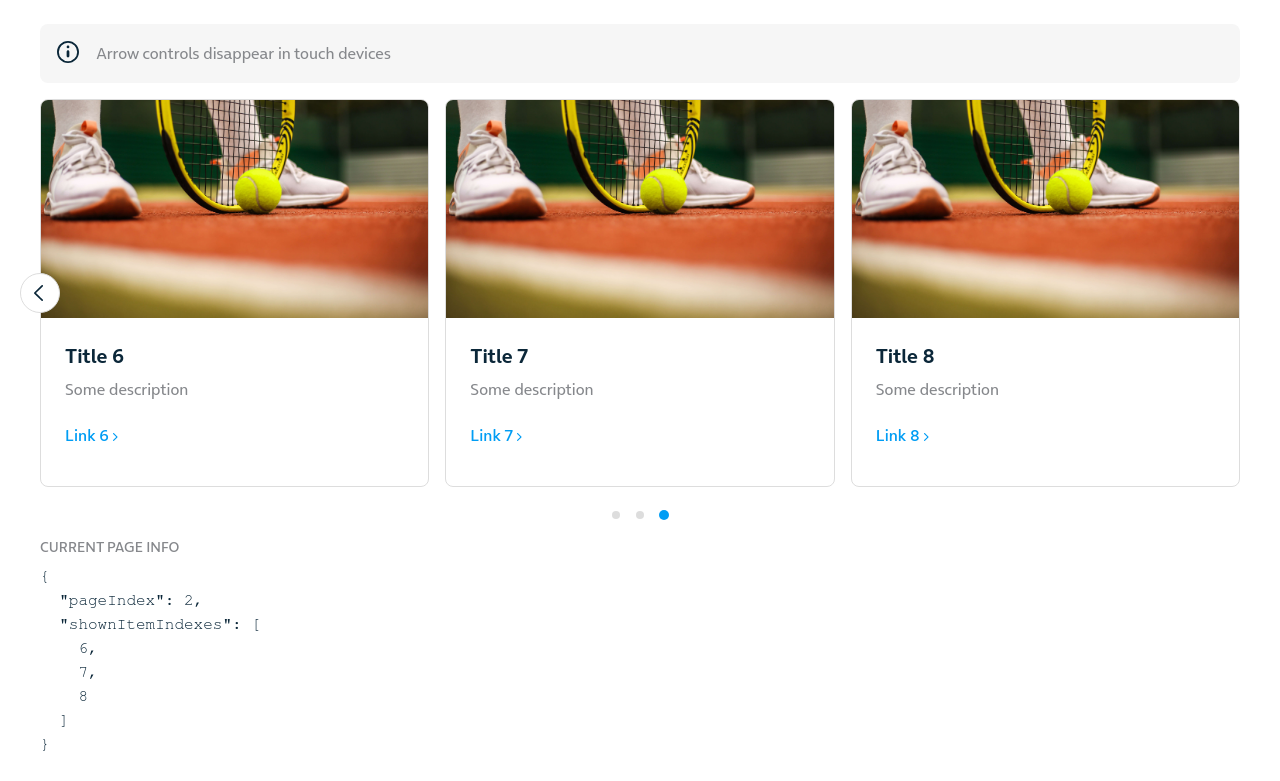 Arrow controls disappear in touch devices
Title 6
Some description
Link 6
Title 7
Some description
Link 7
Title 8
Some description
Link 8
CURRENT PAGE INFO
{
"pageIndex": 2,
"shownItemIndexes": [
6,
7,
8
]
}